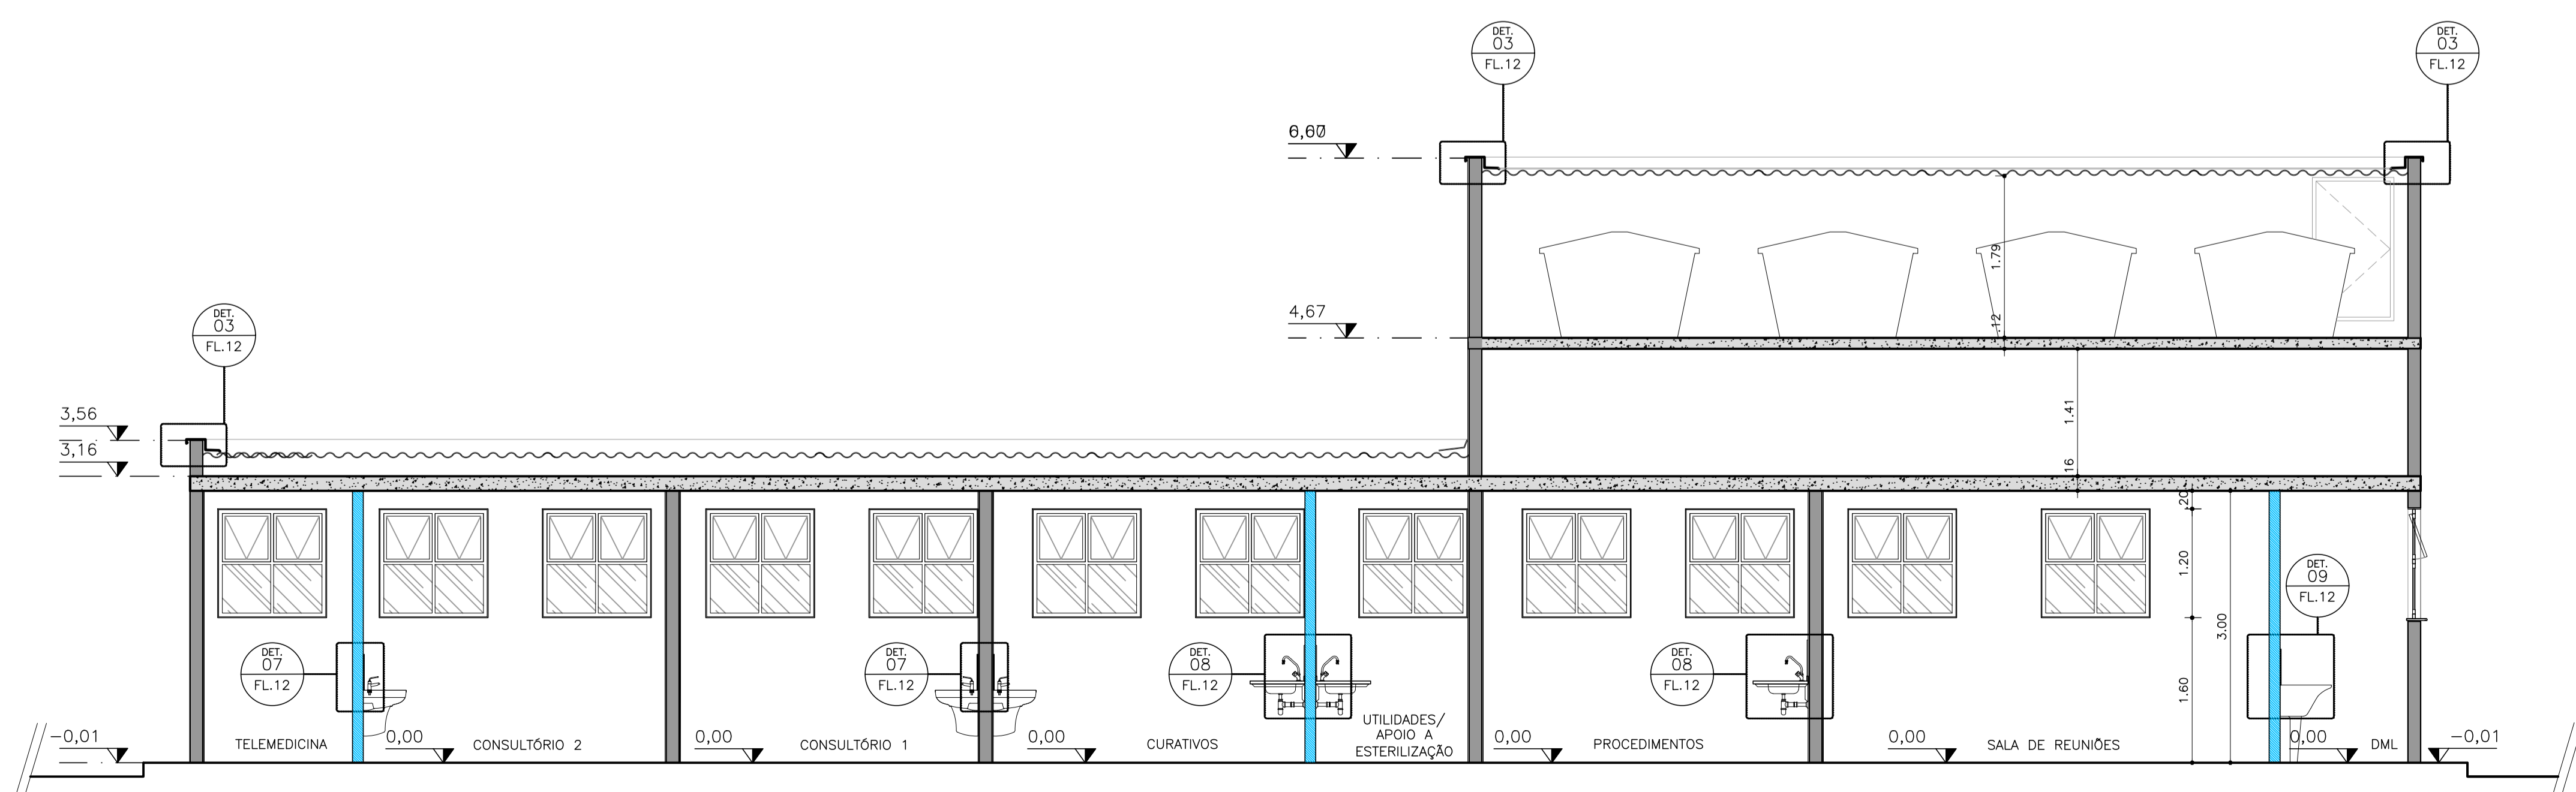 DET.
03
FL.12
DET.
03
FL.12
4,67
1.79
.12
DET.
03
FL.12
3,56
3,16
1.41
16
.20
1.20
3.00
1.60
DET.
09
FL.12
DET.
07
FL.12
DET.
07
FL.12
DET.
08
FL.12
DET.
08
FL.12
-0,01
TELEMEDICINA
0,00
CONSULTÓRIO 2
0,00
CONSULTÓRIO 1
0,00
CURATIVOS
UTILIDADES/
APOIO A
ESTERILIZAÇÃO
0,00
PROCEDIMENTOS
0,00
SALA DE REUNIÕES
0,00
DML
-0,01